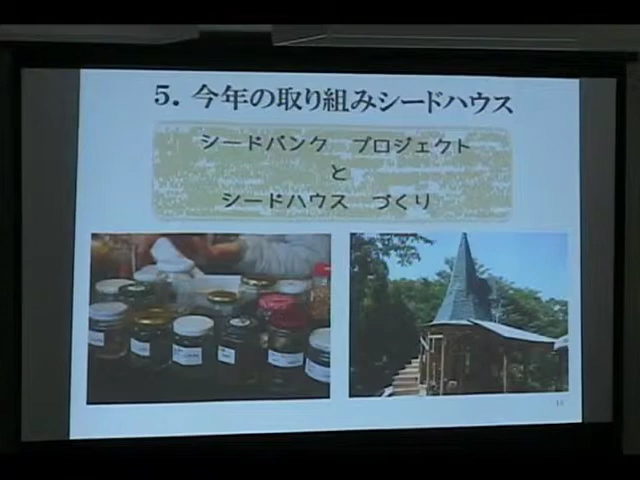 5. 今年の取り組みシードハウス
シードバンク　プロジェクト
と
シードハウス　づくり